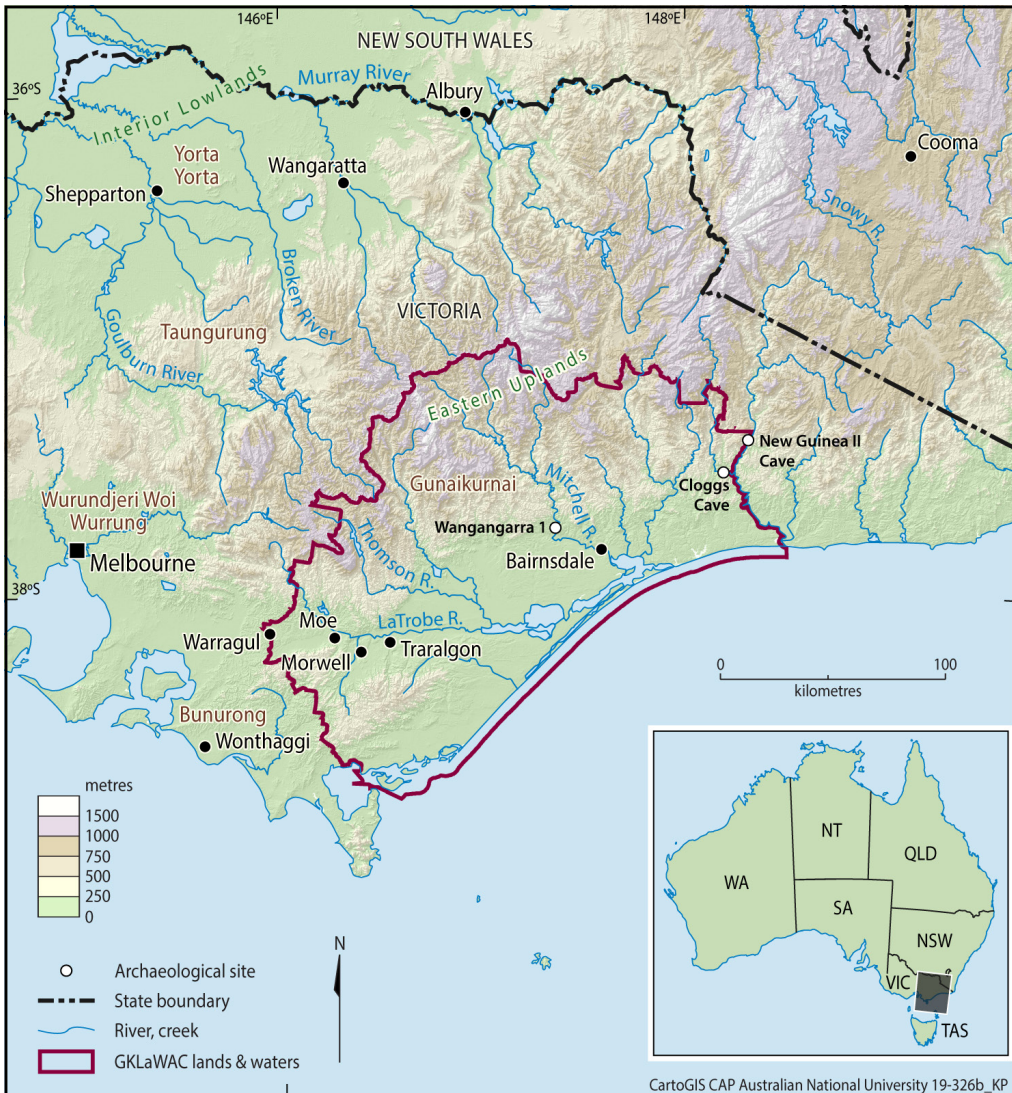 146°E
148°E
NEW SOUTH WALES
36°S
Interior Lowlands
Murray River
Albury
Cooma
Yorta
Yorta
Wangaratta
Shepparton
Snowy R.
Broken River
VICTORIA
Taungurung
Goulburn River
Eastern Uplands
New Guinea II
Cave
Cloggs
Cave
Gunaikurnai
Mitchell R.
Wurundjeri Woi
Wurrung
Wangangarra 1
Thomson R.
Melbourne
Bairnsdale
38°S
Moe
LaTrobe R.
Warragul
Traralgon
Morwell
0
100
kilometres
Bunurong
Wonthaggi
metres
1500
1000
750
500
250
0
N
Archaeological site
State boundary
River, creek
GKLaWAC lands & waters
NT
QLD
WA
SA
NSW
VIC
TAS
CartoGIS CAP Australian National University 19-326b_KP